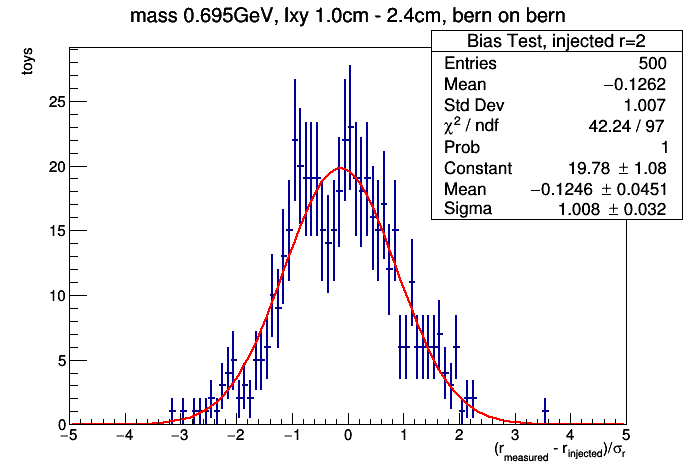 mass 0.695GeV, lxy 1.0cm - 2.4cm, bern on bern
Bias Test, injected r=2
Entries 500
Mean −0.1262
Std Dev 1.007
χ² / ndf 42.24 / 97
Prob 1
Constant 19.78 ± 1.08
Mean −0.1246 ± 0.0451
Sigma 1.008 ± 0.032
toys
25
20
15
10
5
0
−5 −4 −3 −2 −1 0 1 2 3 4 5
(r_measured - r_injected)/σ_r